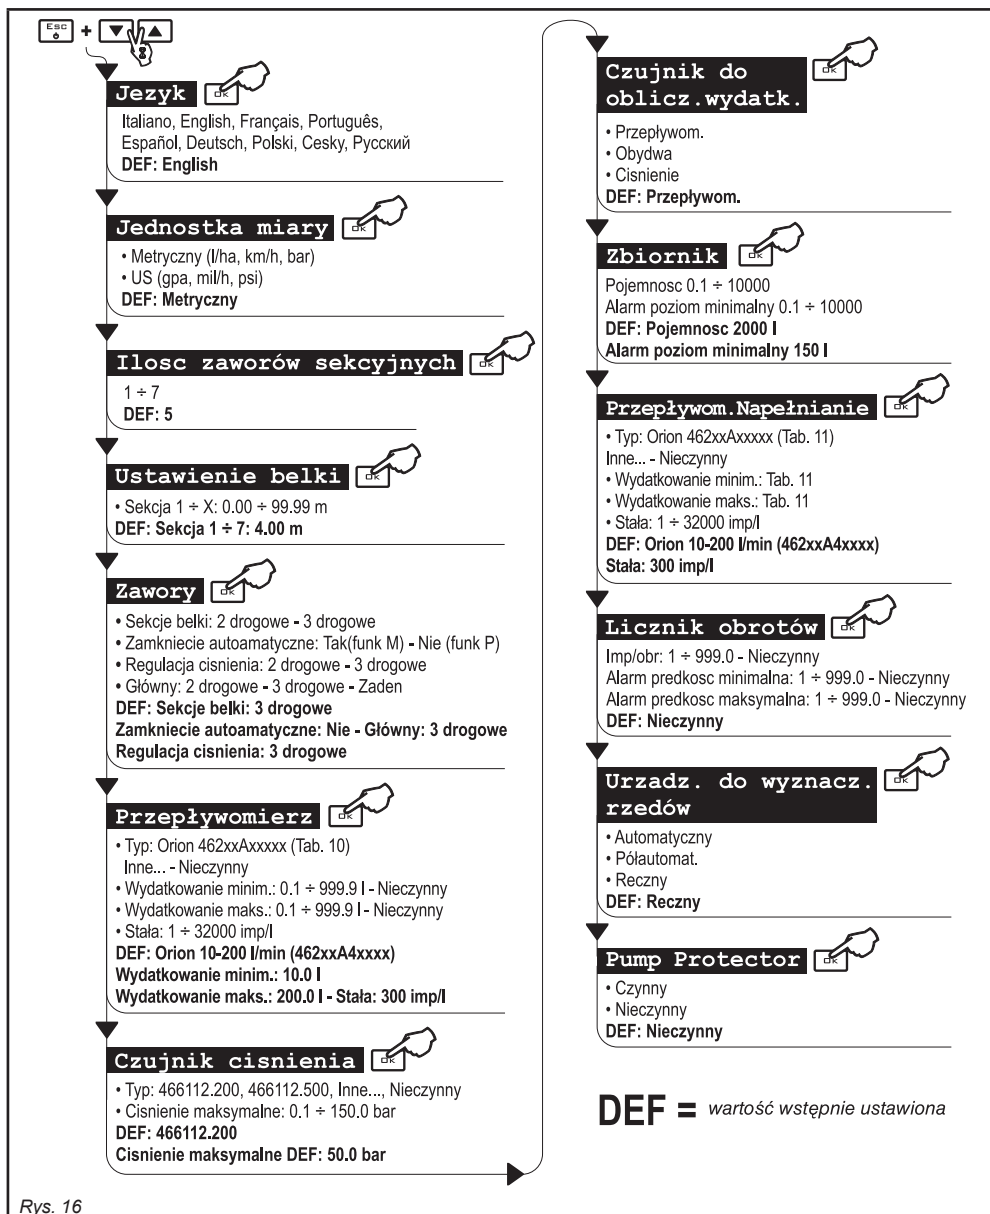 Esc + ▼ ▲
Jezyk OK
Italiano, English, Français, Português,
Español, Deutsch, Polski, Cesky, Русский
DEF: English
Jednostka miary OK
• Metryczny (l/ha, km/h, bar)
• US (gpa, mil/h, psi)
DEF: Metryczny
Ilosc zaworów sekcyjnych OK
1 ÷ 7
DEF: 5
Ustawienie belki OK
• Sekcja 1 ÷ X: 0.00 ÷ 99.99 m
DEF: Sekcja 1 ÷ 7: 4.00 m
Zawory OK
• Sekcje belki: 2 drogowe - 3 drogowe
• Zamkniecie autoamatyczne: Tak(funk M) - Nie (funk P)
• Regulacja cisnienia: 2 drogowe - 3 drogowe
• Główny: 2 drogowe - 3 drogowe - Zaden
DEF: Sekcje belki: 3 drogowe
Zamkniecie autoamatyczne: Nie - Główny: 3 drogowe
Regulacja cisnienia: 3 drogowe
Przepływomierz OK
• Typ: Orion 462xxAxxxxx (Tab. 10)
Inne... - Nieczynny
• Wydatkowanie minim.: 0.1 ÷ 999.9 l - Nieczynny
• Wydatkowanie maks.: 0.1 ÷ 999.9 l - Nieczynny
• Stała: 1 ÷ 32000 imp/l
DEF: Orion 10-200 l/min (462xxA4xxxx)
Wydatkowanie minim.: 10.0 l
Wydatkowanie maks.: 200.0 l - Stała: 300 imp/l
Czujnik cisnienia OK
• Typ: 466112.200, 466112.500, Inne..., Nieczynny
• Cisnienie maksymalne: 0.1 ÷ 150.0 bar
DEF: 466112.200
Cisnienie maksymalne DEF: 50.0 bar
Czujnik do OK
oblicz.wydatk.
• Przepływom.
• Obydwa
• Cisnienie
DEF: Przepływom.
Zbiornik OK
Pojemnosc 0.1 ÷ 10000
Alarm poziom minimalny 0.1 ÷ 10000
DEF: Pojemnosc 2000 l
Alarm poziom minimalny 150 l
Przepływom.Napełnianie OK
• Typ: Orion 462xxAxxxxx (Tab. 11)
Inne... - Nieczynny
• Wydatkowanie minim.: Tab. 11
• Wydatkowanie maks.: Tab. 11
• Stała: 1 ÷ 32000 imp/l
DEF: Orion 10-200 l/min (462xxA4xxxx)
Stała: 300 imp/l
Licznik obrotów OK
Imp/obr: 1 ÷ 999.0 - Nieczynny
Alarm predkosc minimalna: 1 ÷ 999.0 - Nieczynny
Alarm predkosc maksymalna: 1 ÷ 999.0 - Nieczynny
DEF: Nieczynny
Urzadz. do wyznacz. OK
rzedów
• Automatyczny
• Półautomat.
• Reczny
DEF: Reczny
Pump Protector OK
• Czynny
• Nieczynny
DEF: Nieczynny
DEF = wartość wstępnie ustawiona
Rys. 16